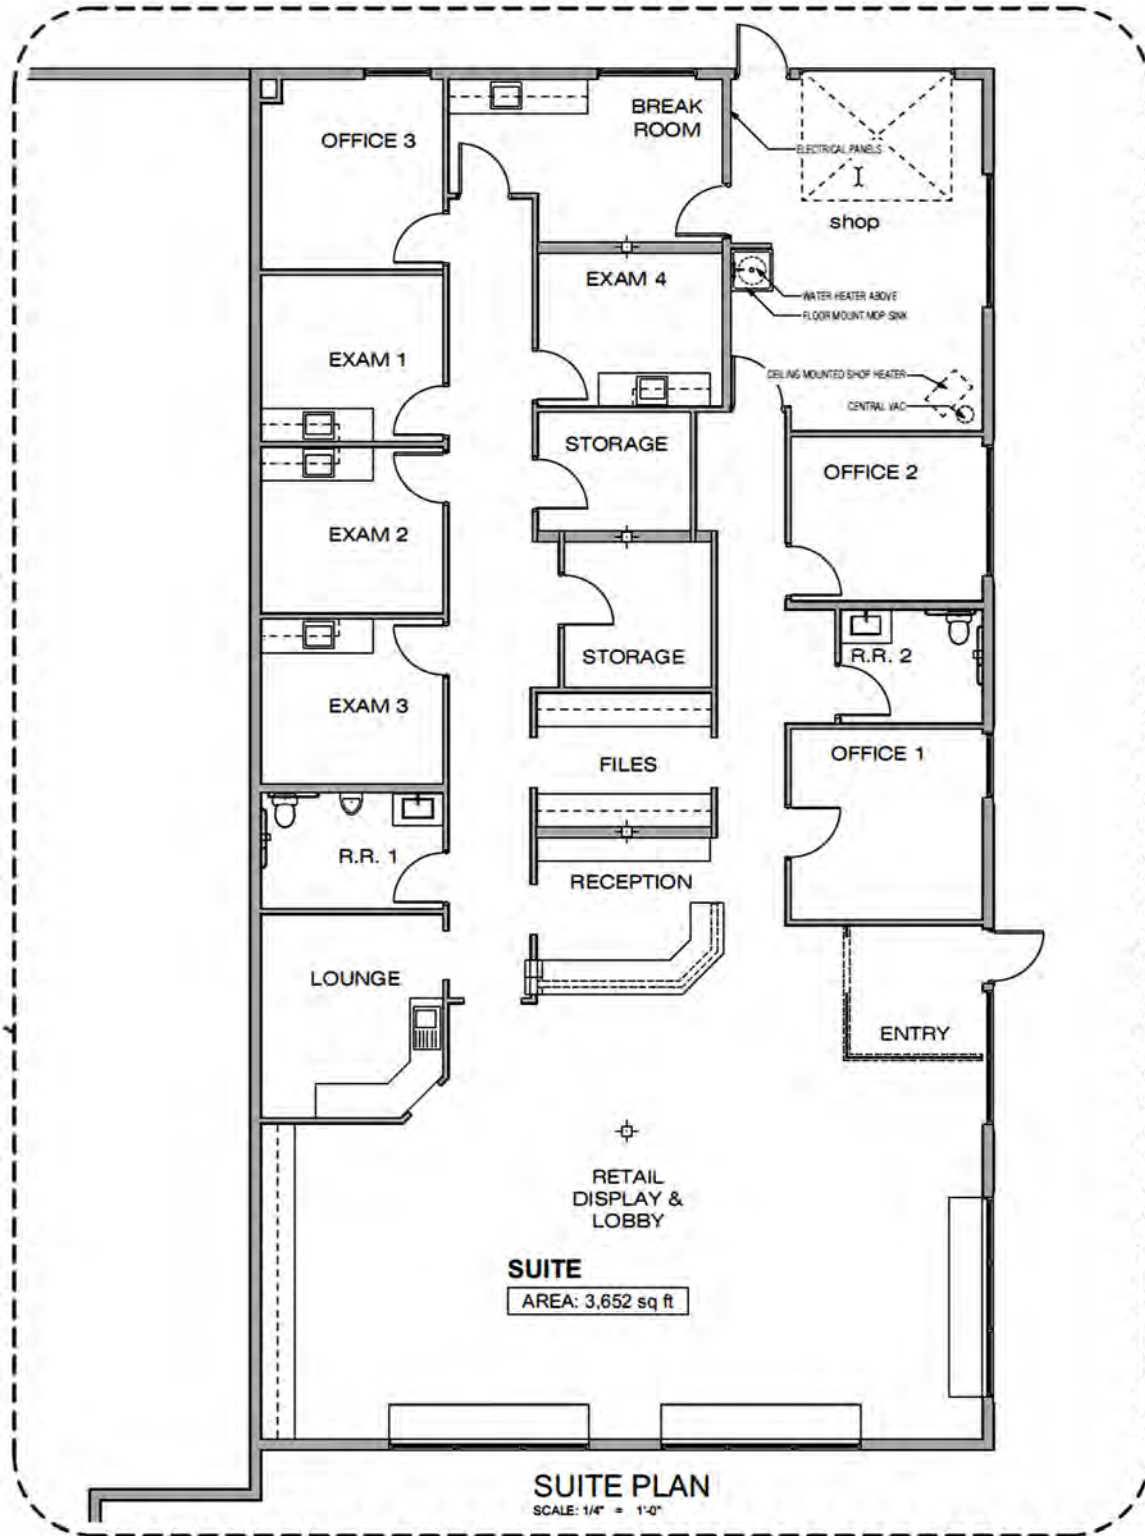 BREAK
ROOM
OFFICE 3
ELECTRICAL PANELS
shop
EXAM 4
WATER HEATER ABOVE
FLOOR MOUNT MOP SINK
EXAM 1
CEILING MOUNTED SHOP HEATER
CENTRAL VAC
STORAGE
OFFICE 2
EXAM 2
STORAGE
R.R. 2
EXAM 3
OFFICE 1
FILES
R.R. 1
RECEPTION
LOUNGE
ENTRY
RETAIL
DISPLAY &
LOBBY
SUITE
AREA: 3,652 sq ft
SUITE PLAN
SCALE: 1/4" = 1'-0"